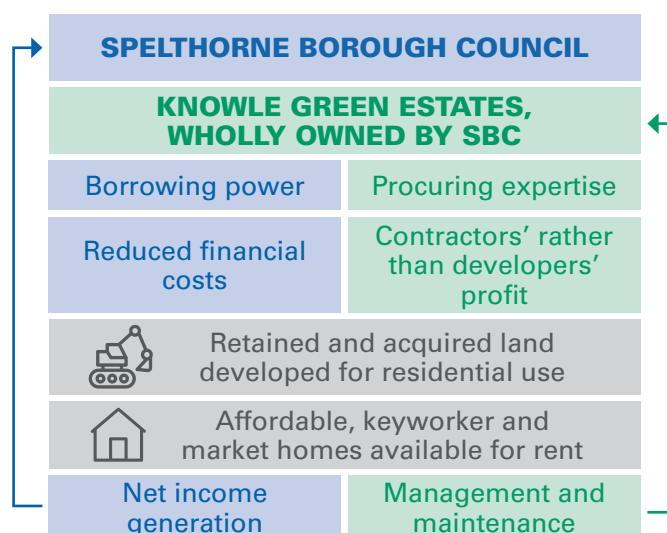 SPELTHORNE BOROUGH COUNCIL
KNOWLE GREEN ESTATES,
WHOLLY OWNED BY SBC
Borrowing power
Procuring expertise
Reduced financial
costs
Contractors’ rather
than developers’
profit
Retained and acquired land
developed for residential use
Affordable, keyworker and
market homes available for rent
Net income
generation
Management and
maintenance